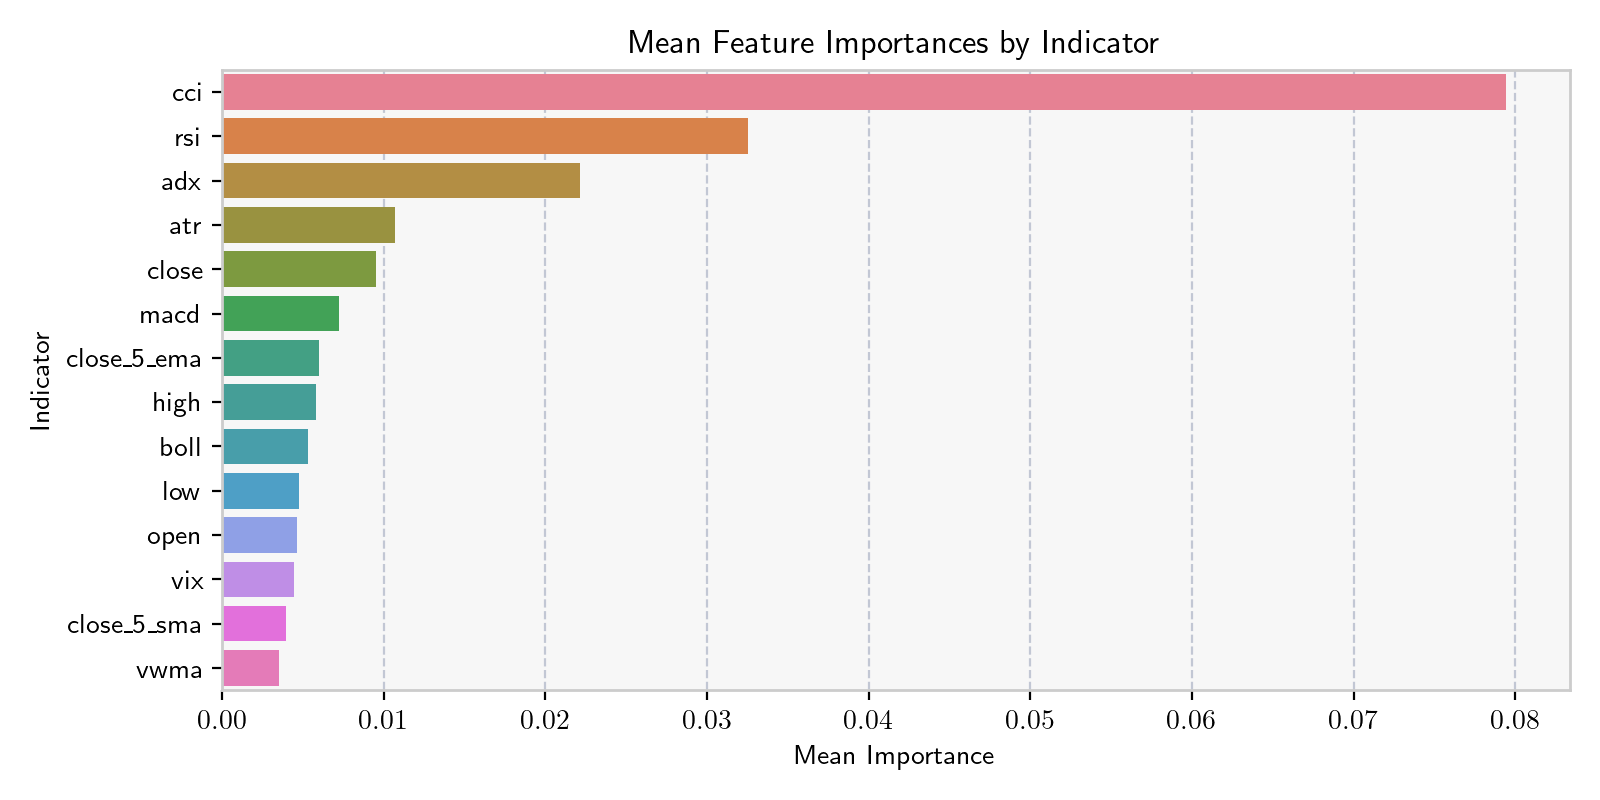 Mean Feature Importances by Indicator
cci
rsi
adx
atr
close
macd
close_5_ema
high
boll
low
open
vix
close_5_sma
vwma
Indicator
0.00 0.01 0.02 0.03 0.04 0.05 0.06 0.07 0.08
Mean Importance